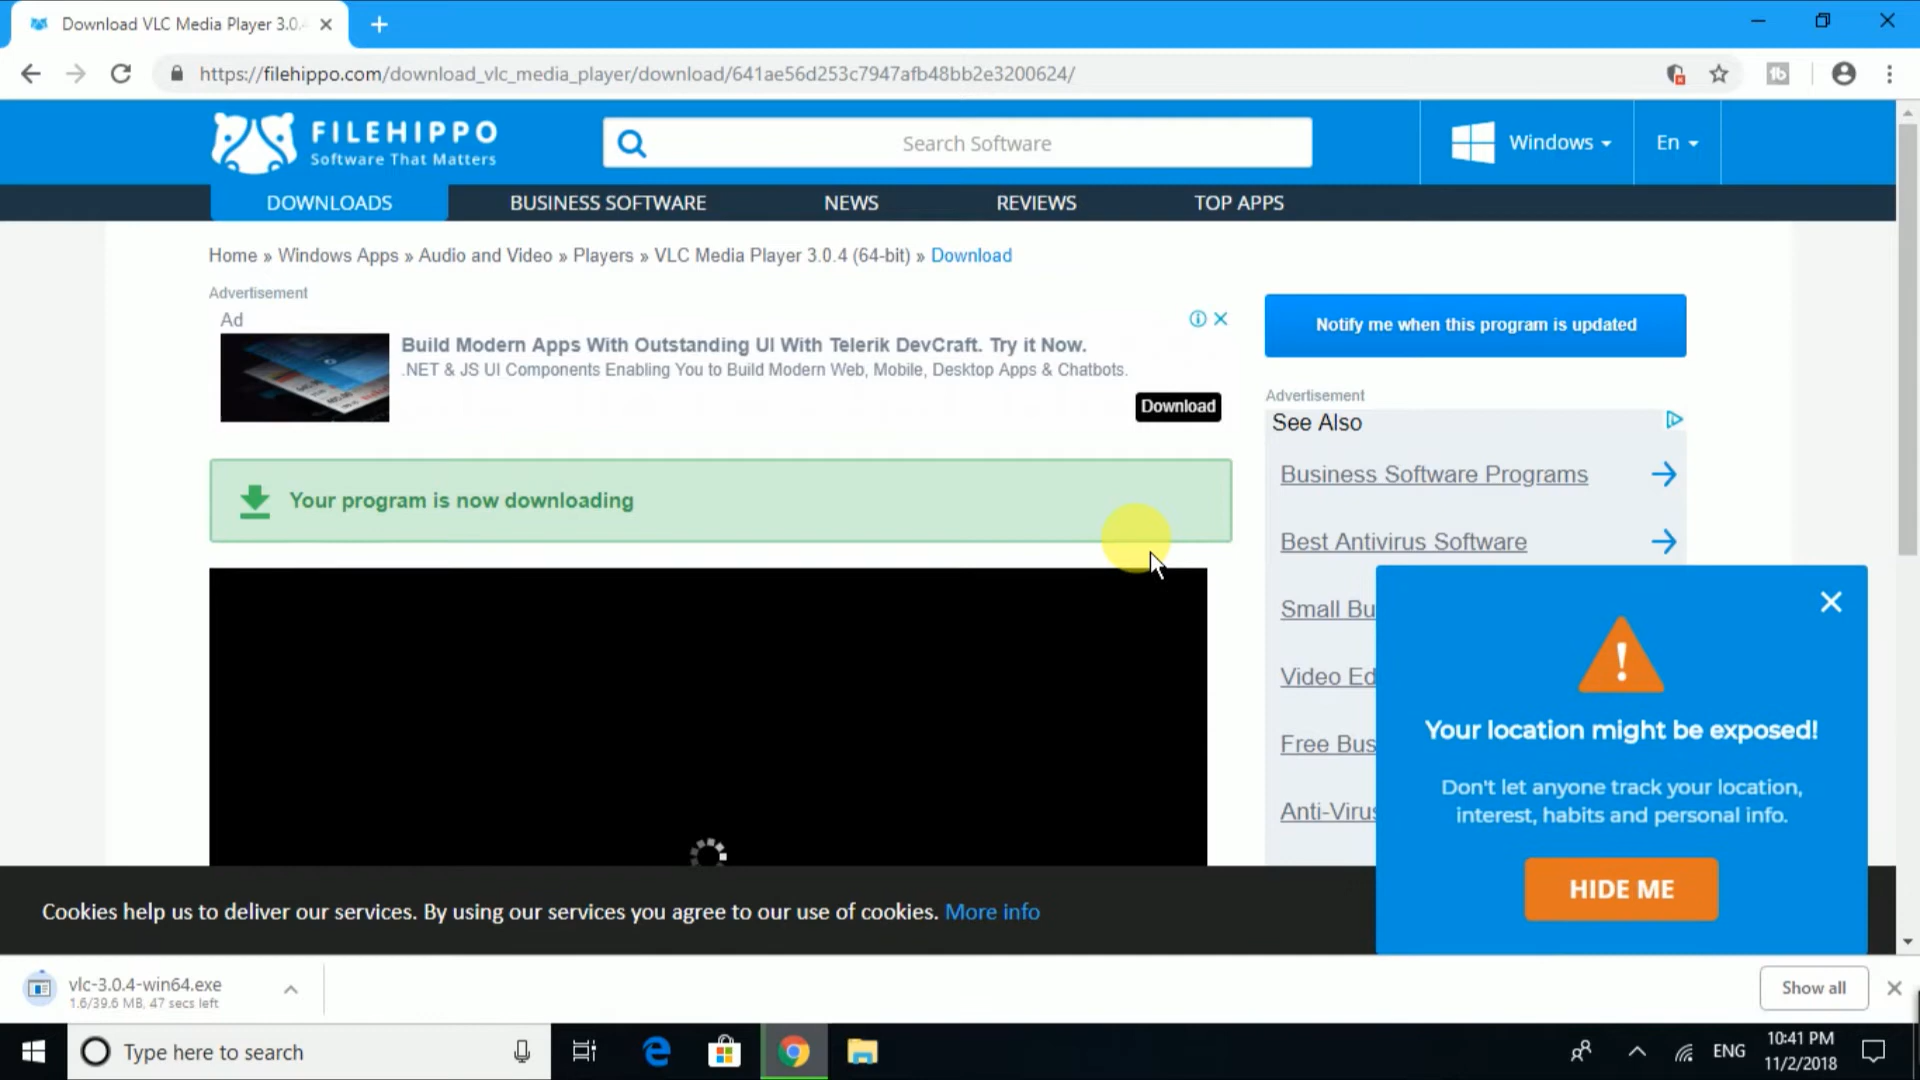 Download VLC Media Player 3.0.
https://filehippo.com/download_vlc_media_player/download/641ae56d253c7947afb48bb2e3200624/
FILEHIPPO
Software That Matters
Search Software
Windows
En
DOWNLOADS
BUSINESS SOFTWARE
NEWS
REVIEWS
TOP APPS
Home » Windows Apps » Audio and Video » Players » VLC Media Player 3.0.4 (64-bit) » Download
Advertisement
Ad
Build Modern Apps With Outstanding UI With Telerik DevCraft. Try it Now.
.NET & JS UI Components Enabling You to Build Modern Web, Mobile, Desktop Apps & Chatbots.
Download
Notify me when this program is updated
Advertisement
See Also
Business Software Programs
Best Antivirus Software
Small Bu
Video Ed
Free Bus
Anti-Virus
Your program is now downloading
Your location might be exposed!
Don't let anyone track your location,
interest, habits and personal info.
HIDE ME
Cookies help us to deliver our services. By using our services you agree to our use of cookies. More info
vlc-3.0.4-win64.exe
1.6/39.6 MB, 47 secs left
Show all
Type here to search
ENG
10:41 PM
11/2/2018